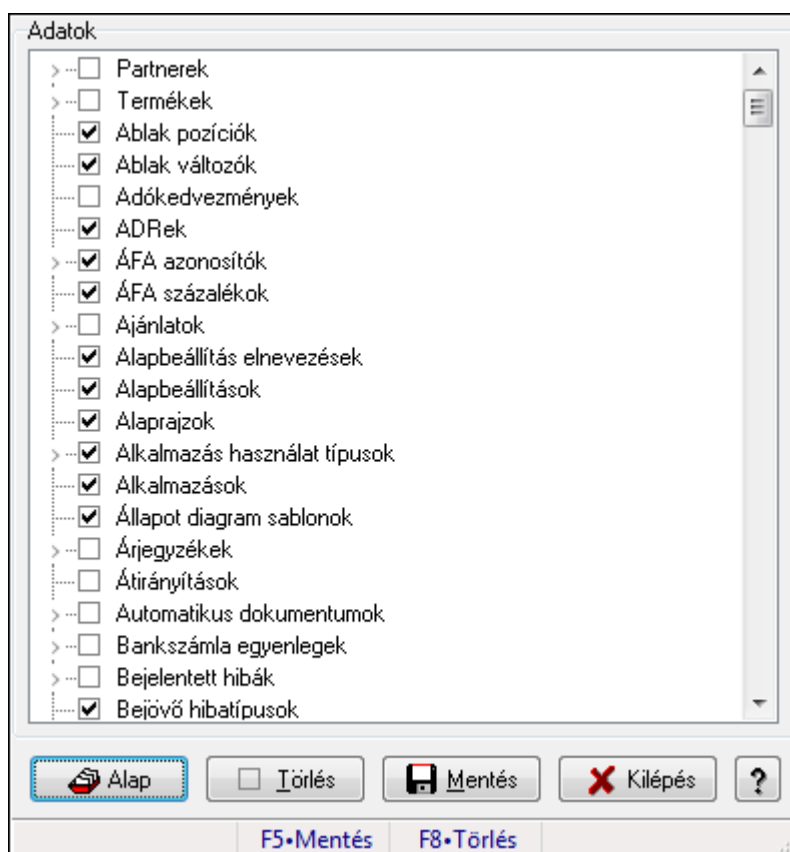 Adatok
Partnerek
Termékek
Ablak pozíciók
Ablak változók
Adókedvezmények
ADRek
ÁFA azonosítók
ÁFA százalékok
Ajánlatok
Alapbeállítás elnevezések
Alapbeállítások
Alaprajzok
Alkalmazás használat típusok
Alkalmazások
Állapot diagram sablonok
Árjegyzékek
Átirányítások
Automatikus dokumentumok
Bankszámla egyenlegek
Bejelentett hibák
Bejövő hibatípusok
Alap Törlés Mentés Kilépés ?
F5•Mentés F8•Törlés